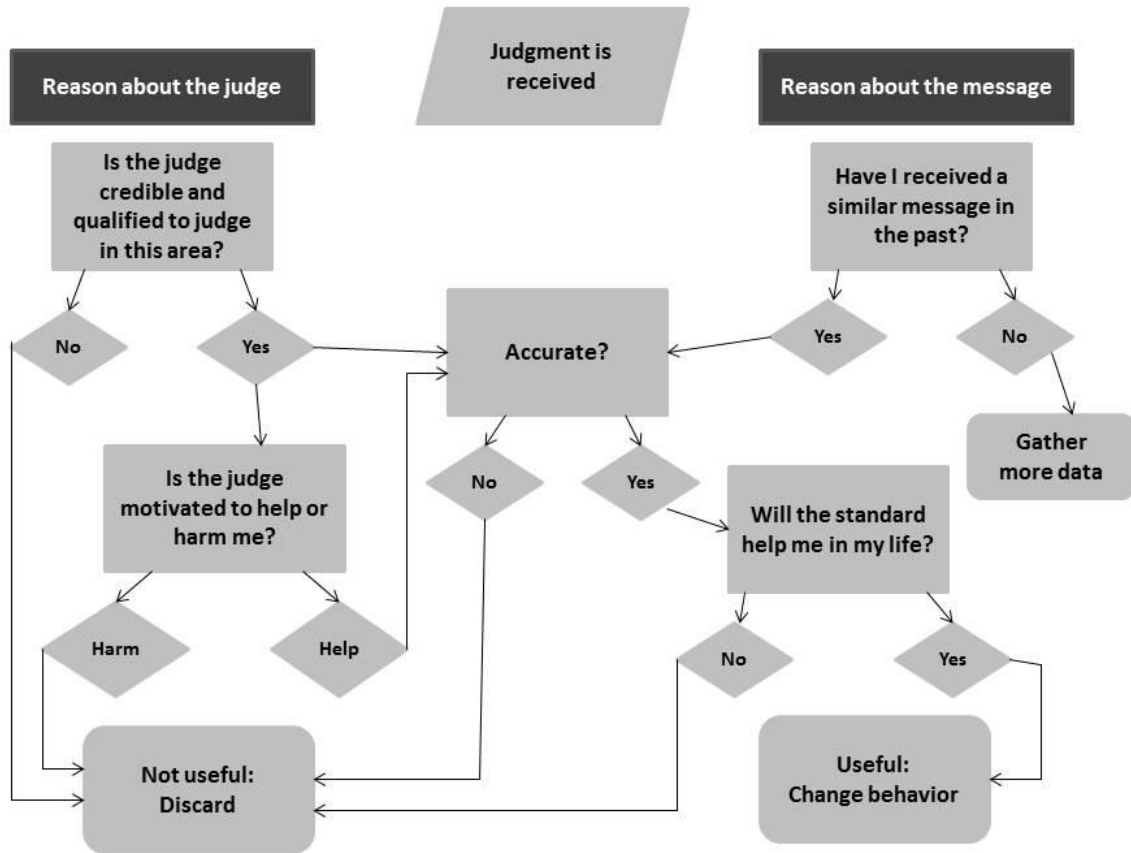 Judgment is
received
Reason about the judge
Reason about the message
Is the judge
credible and
qualified to judge
in this area?
Have I received a
similar message in
the past?
No
Yes
Accurate?
Yes
No
Gather
more data
Is the judge
motivated to help or
harm me?
No
Yes
Will the standard
help me in my life?
Harm
Help
No
Yes
Not useful:
Discard
Useful:
Change behavior